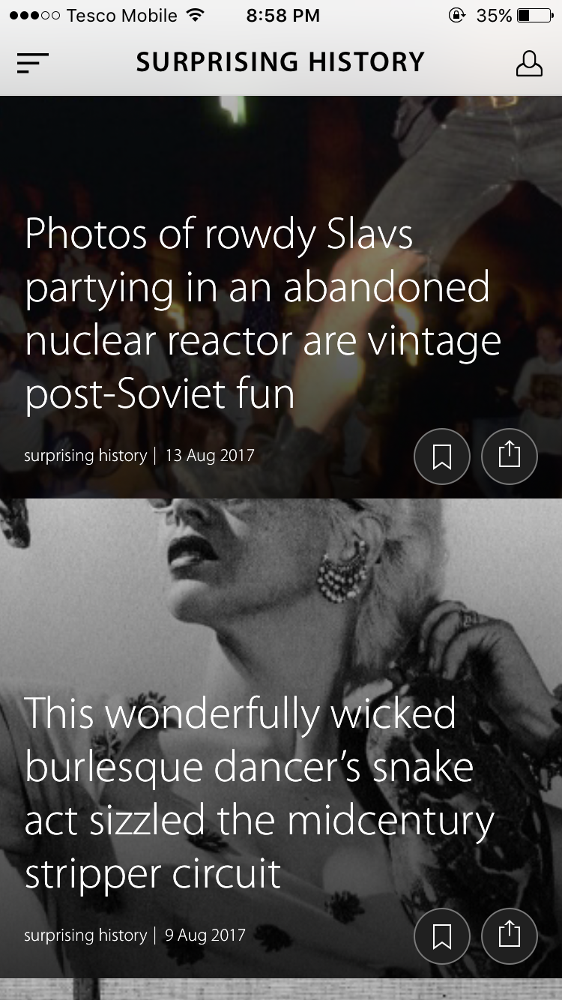 Tesco Mobile 8:58 PM 35%
SURPRISING HISTORY
Photos of rowdy Slavs
partying in an abandoned
nuclear reactor are vintage
post-Soviet fun
surprising history | 13 Aug 2017
This wonderfully wicked
burlesque dancer’s snake
act sizzled the midcentury
stripper circuit
surprising history | 9 Aug 2017